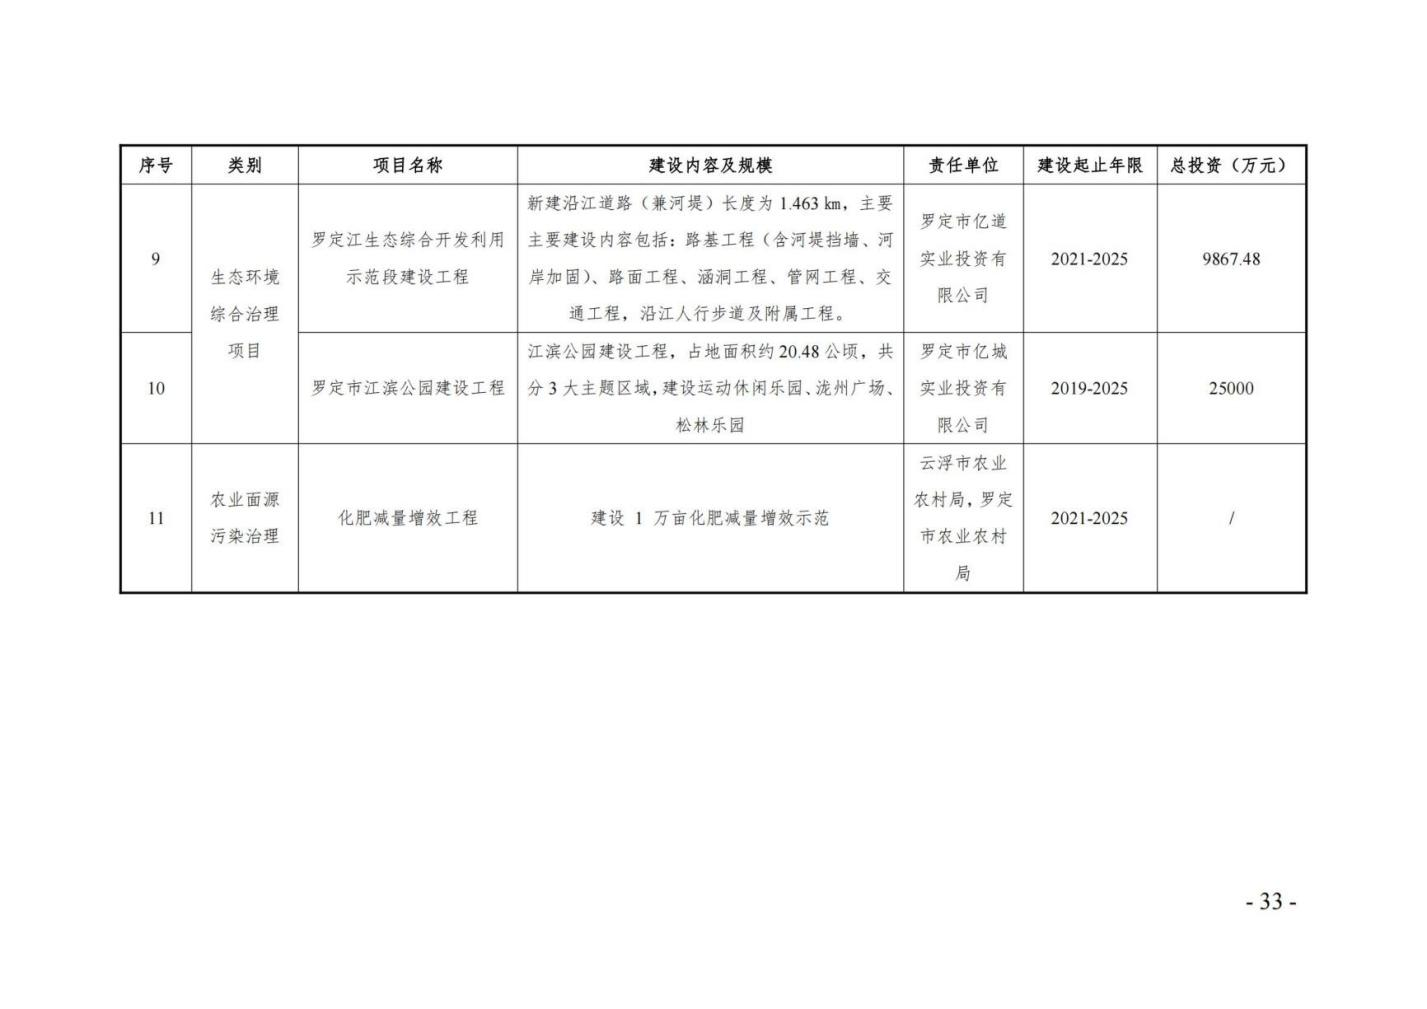 序号 类别 项目名称 建设内容及规模 责任单位 建设起止年限 总投资（万元）
9
生态环境
综合治理
项目
罗定江生态综合开发利用
示范段建设工程
新建沿江道路（兼河堤）长度为 1.463 km，主要
主要建设内容包括：路基工程（含河堤挡墙、河
岸加固）、路面工程、涵洞工程、管网工程、交
通工程，沿江人行步道及附属工程。
罗定市亿道
实业投资有
限公司
2021-2025
9867.48
10
罗定市江滨公园建设工程
江滨公园建设工程，占地面积约 20.48 公顷，共
分 3 大主题区域，建设运动休闲乐园、泷州广场、
松林乐园
罗定市亿城
实业投资有
限公司
2019-2025
25000
11
农业面源
污染治理
化肥减量增效工程
建设 1 万亩化肥减量增效示范
云浮市农业
农村局，罗定
市农业农村
局
2021-2025
/
- 33 -